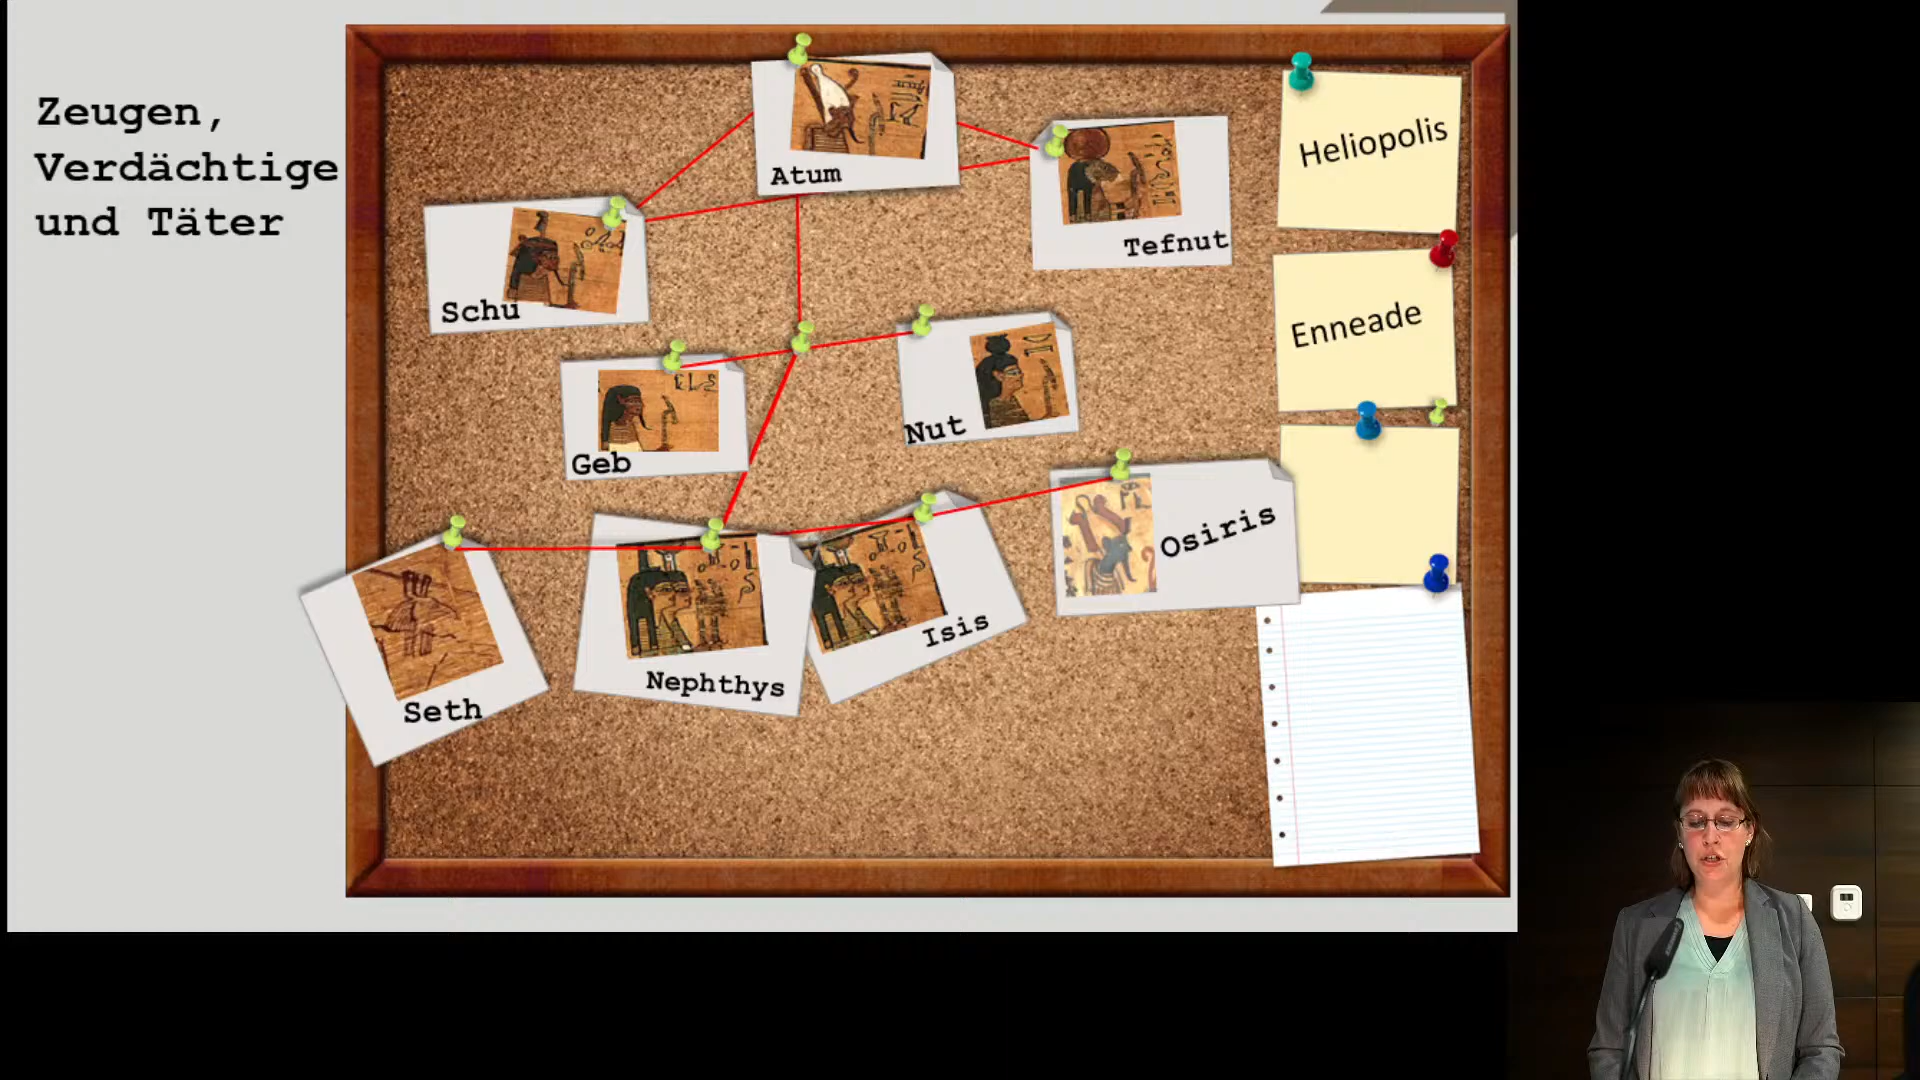 Zeugen,
Verdächtige
und Täter
Atum
Tefnut
Schu
Geb
Nut
Osiris
Seth
Nephthys
Isis
Heliopolis
Enneade